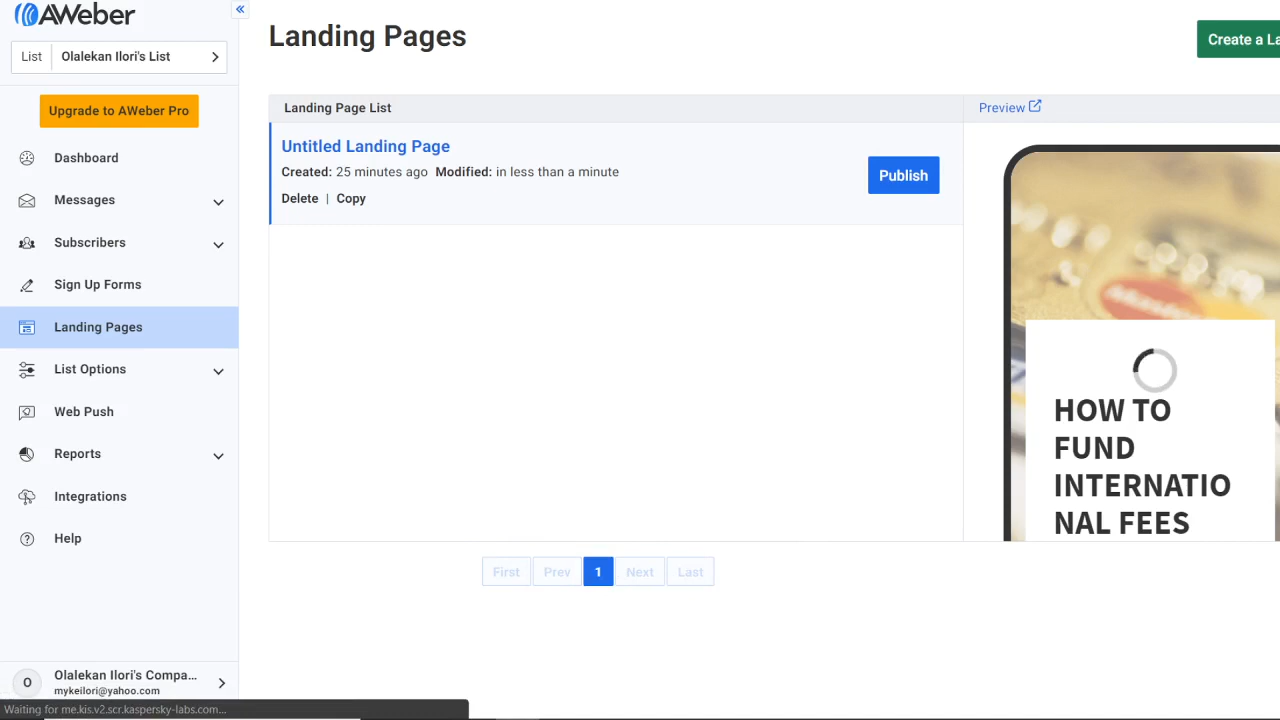 AWeber
List Olalekan Ilori's List
Upgrade to AWeber Pro
Dashboard
Messages
Subscribers
Sign Up Forms
Landing Pages
List Options
Web Push
Reports
Integrations
Help
O
Olalekan Ilori's Compa...
mykeilori@yahoo.com
Waiting for me.kis.v2.scr.kaspersky-labs.com...
Landing Pages
Create a La
Landing Page List
Untitled Landing Page
Created: 25 minutes ago Modified: in less than a minute
Delete | Copy
Publish
Preview
HOW TO
FUND
INTERNATIO
NAL FEES
First Prev 1 Next Last